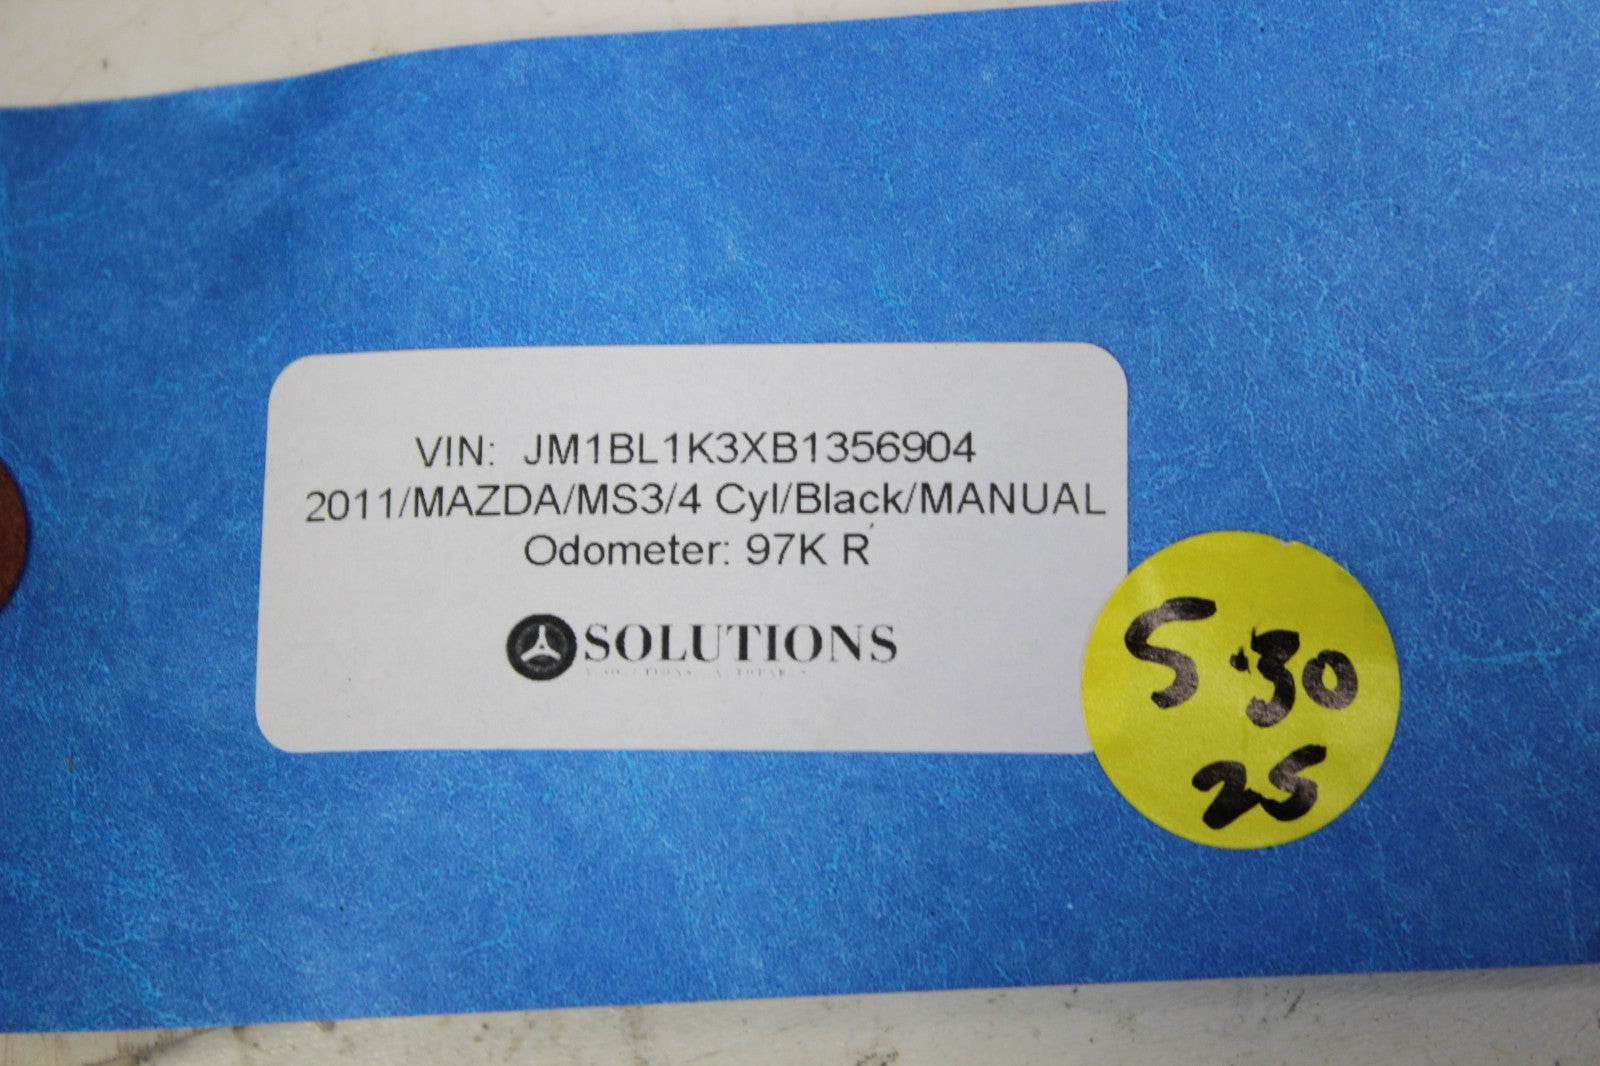 VIN: JM1BL1K3XB1356904
2011/MAZDA/MS3/4 Cyl/Black/MANUAL
Odometer: 97K R
SOLUTIONS
5.30
25